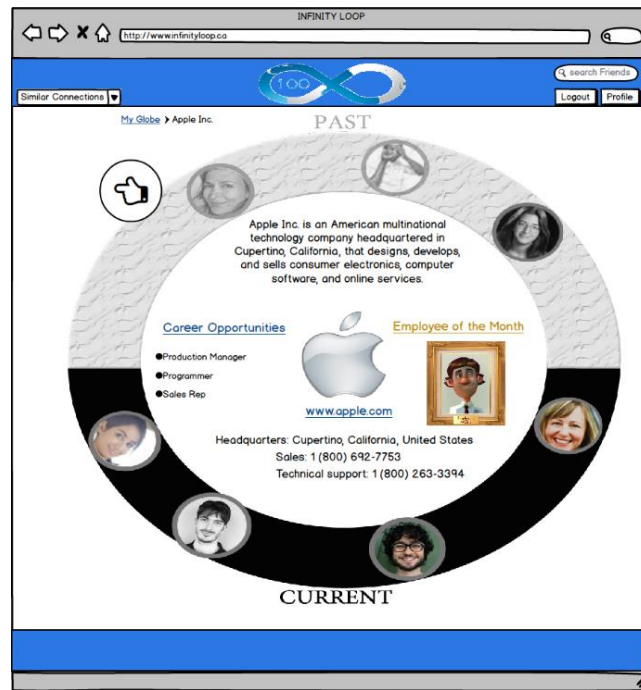 INFINITY LOOP
http://www.infinityloop.ca
100
search Friends
Similar Connections
Logout Profile
My Globe Apple Inc.
PAST
Apple Inc. is an American multinational
technology company headquartered in
Cupertino, California, that designs, develops,
and sells consumer electronics, computer
software, and online services.
Career Opportunities
Employee of the Month
●Production Manager
●Programmer
●Sales Rep
www.apple.com
Headquarters: Cupertino, California, United States
Sales: 1 (800) 692-7753
Technical support: 1 (800) 263-3394
CURRENT